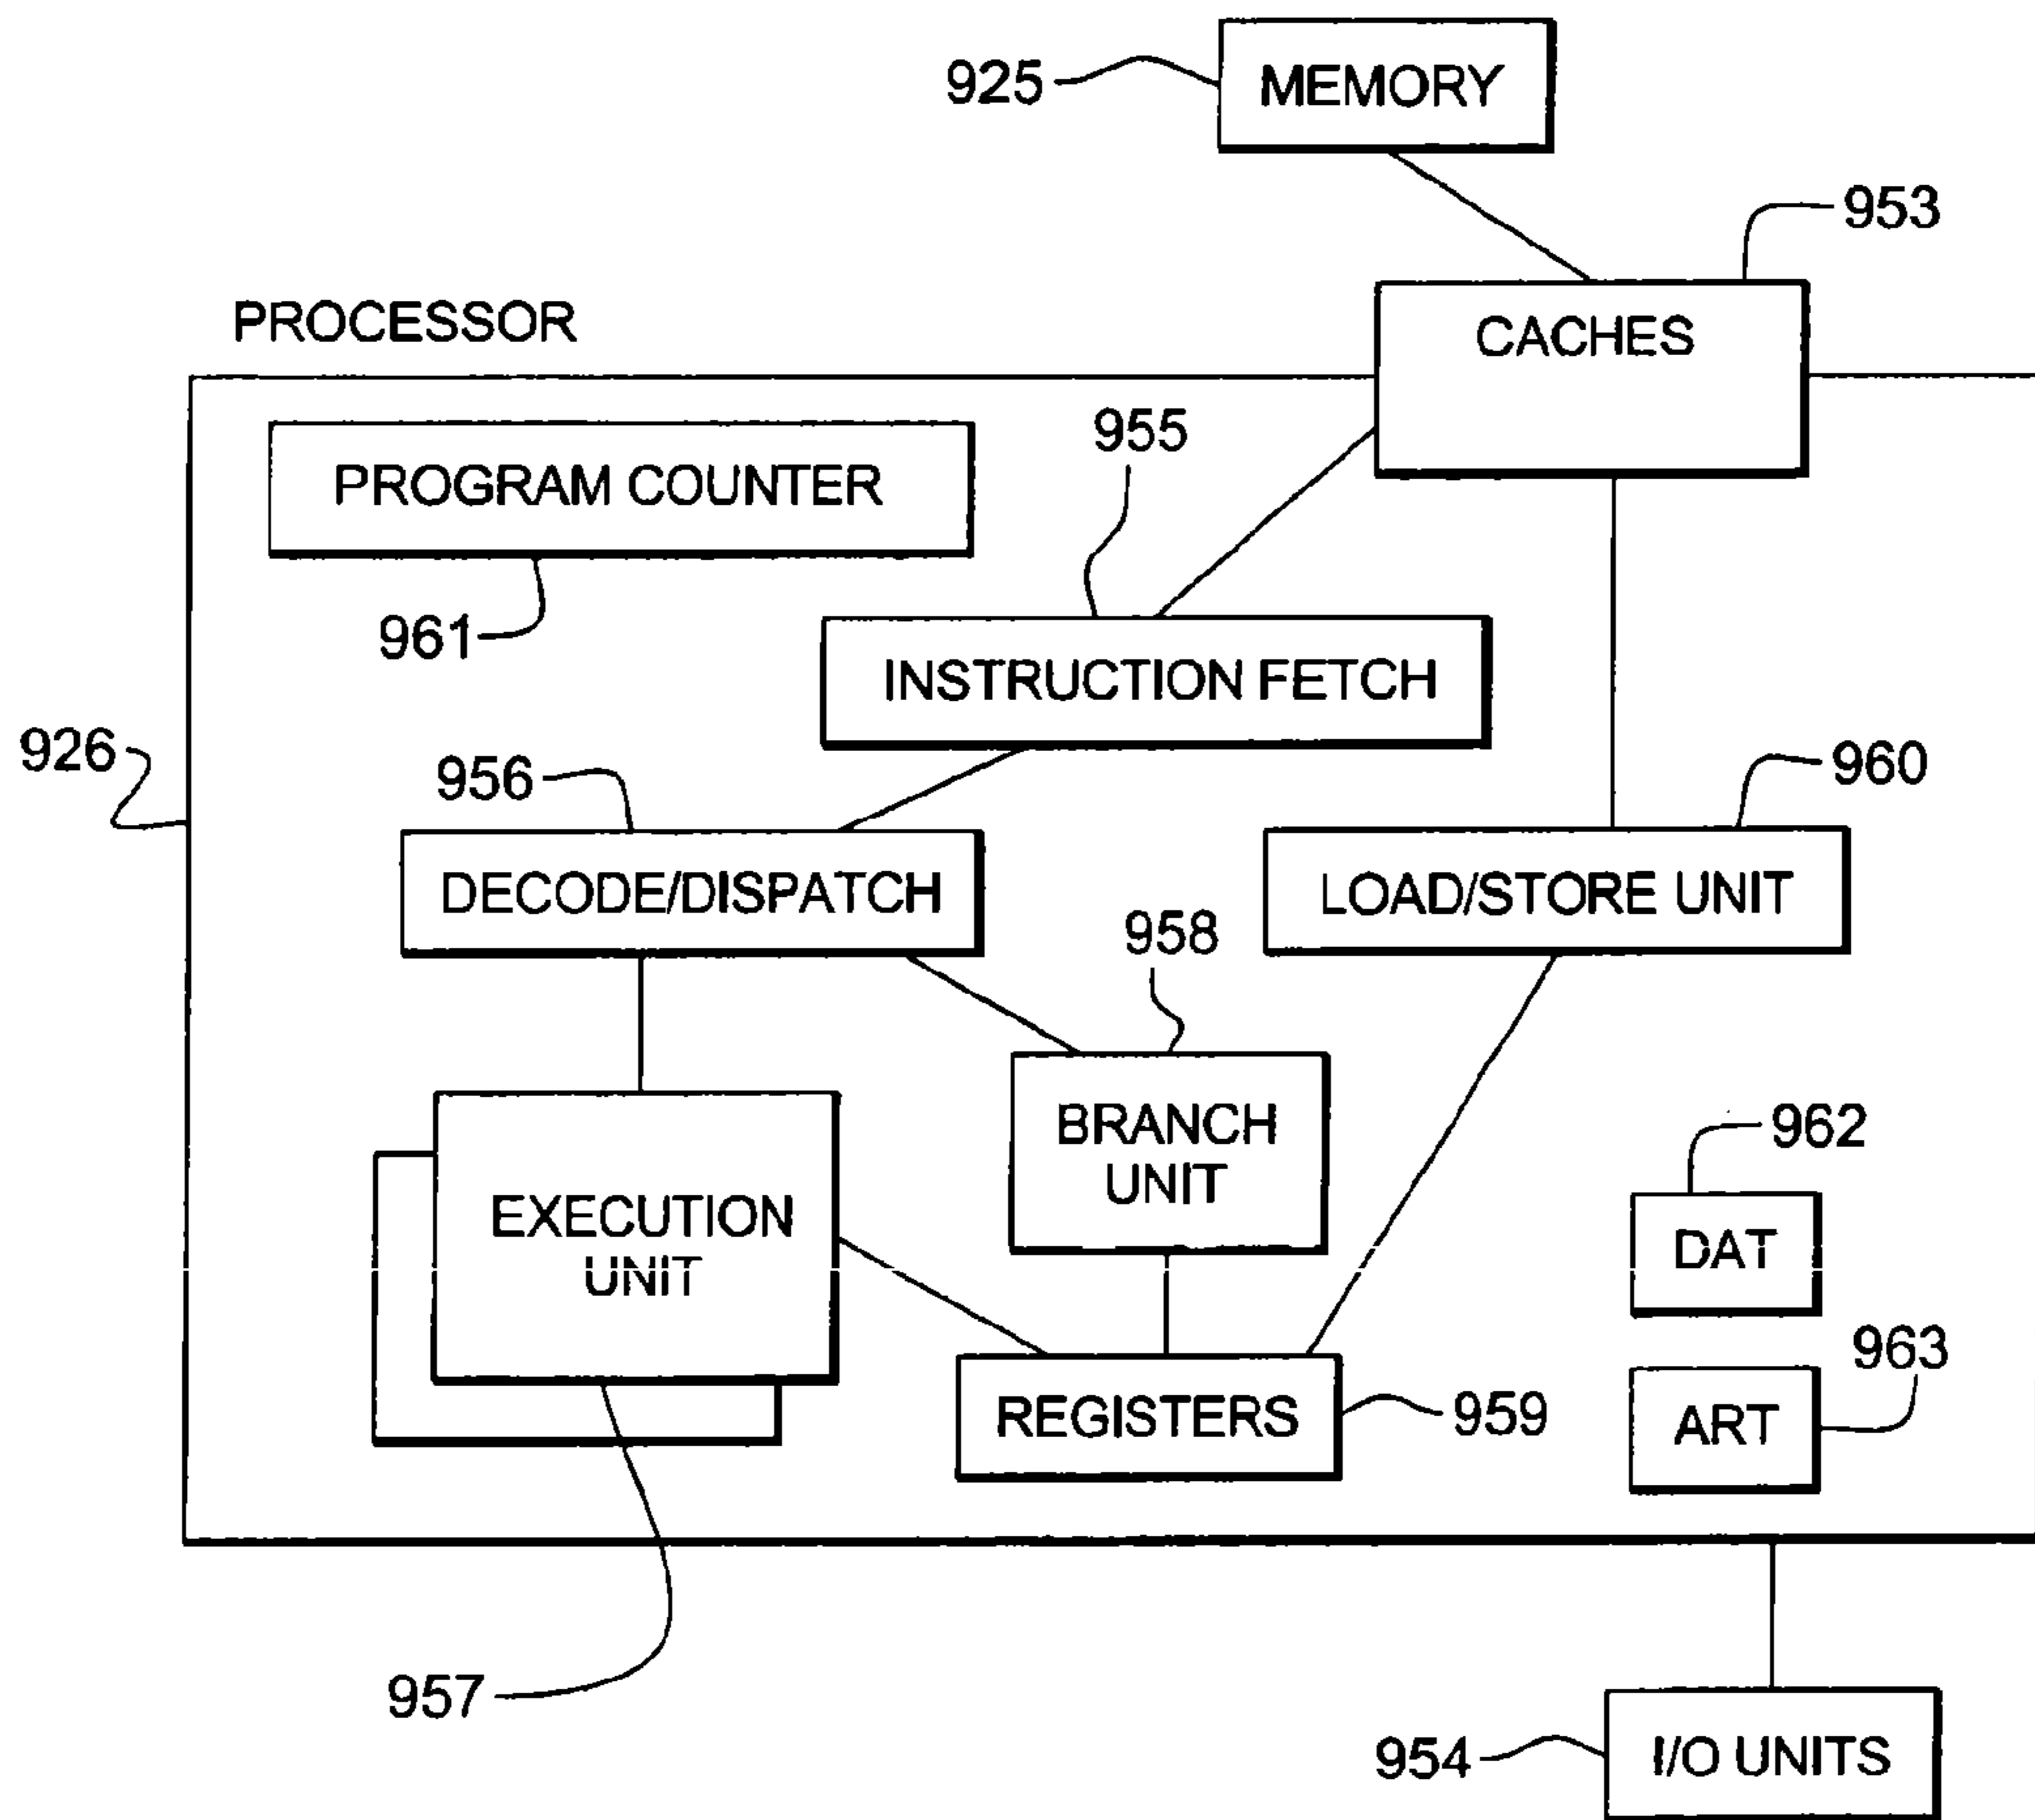 925
MEMORY
953
PROCESSOR
CACHES
955
PROGRAM COUNTER
961
INSTRUCTION FETCH
926
956
960
DECODE/DISPATCH
LOAD/STORE UNIT
958
BRANCH
UNIT
962
EXECUTION
UNIT
DAT
963
REGISTERS
959
ART
957
954
I/O UNITS